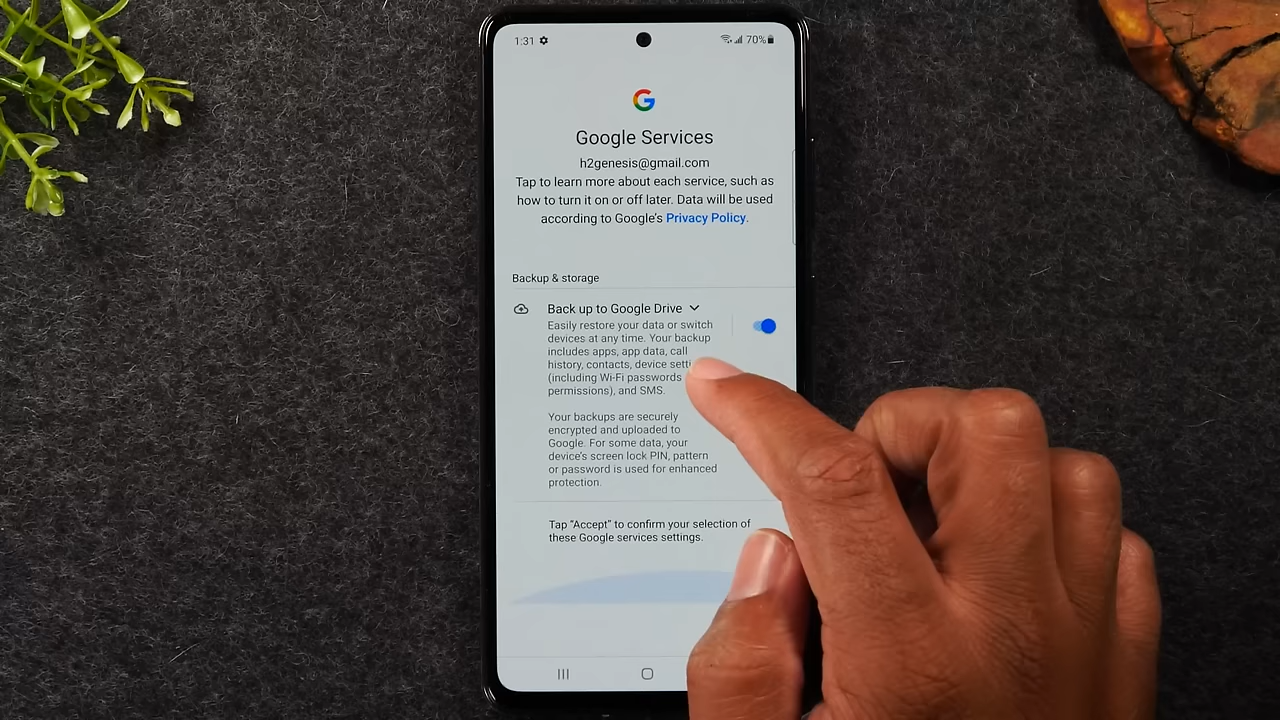 1:31 70%
G
Google Services
h2genesis@gmail.com
Tap to learn more about each service, such as
how to turn it on or off later. Data will be used
according to Google's Privacy Policy.
Backup & storage
Back up to Google Drive
Easily restore your data or switch
devices at any time. Your backup
includes apps, app data, call
history, contacts, device
(including Wi-Fi passwords
permissions), and SMS.
Your backups are securely
encrypted and uploaded to
Google. For some data, your
device's screen lock PIN, pattern
or password is used for enhanced
protection.
Tap “Accept” to confirm your selection of
these Google services settings.